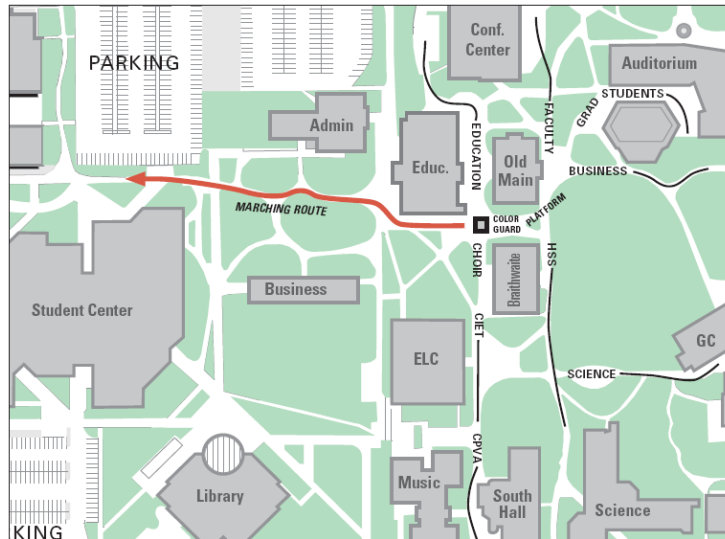 Conf.
Center
PARKING
Auditorium
GRAD
STUDENTS
FACULTY
EDUCATION
Admin
Educ.
Old
Main
BUSINESS
MARCHING ROUTE
COLOR
GUARD
PLATFORM
CHOIR
HSS
Braithwaite
Business
Student Center
CIET
GC
ELC
SCIENCE
CPVA
Music
Library
South
Hall
Science
KING